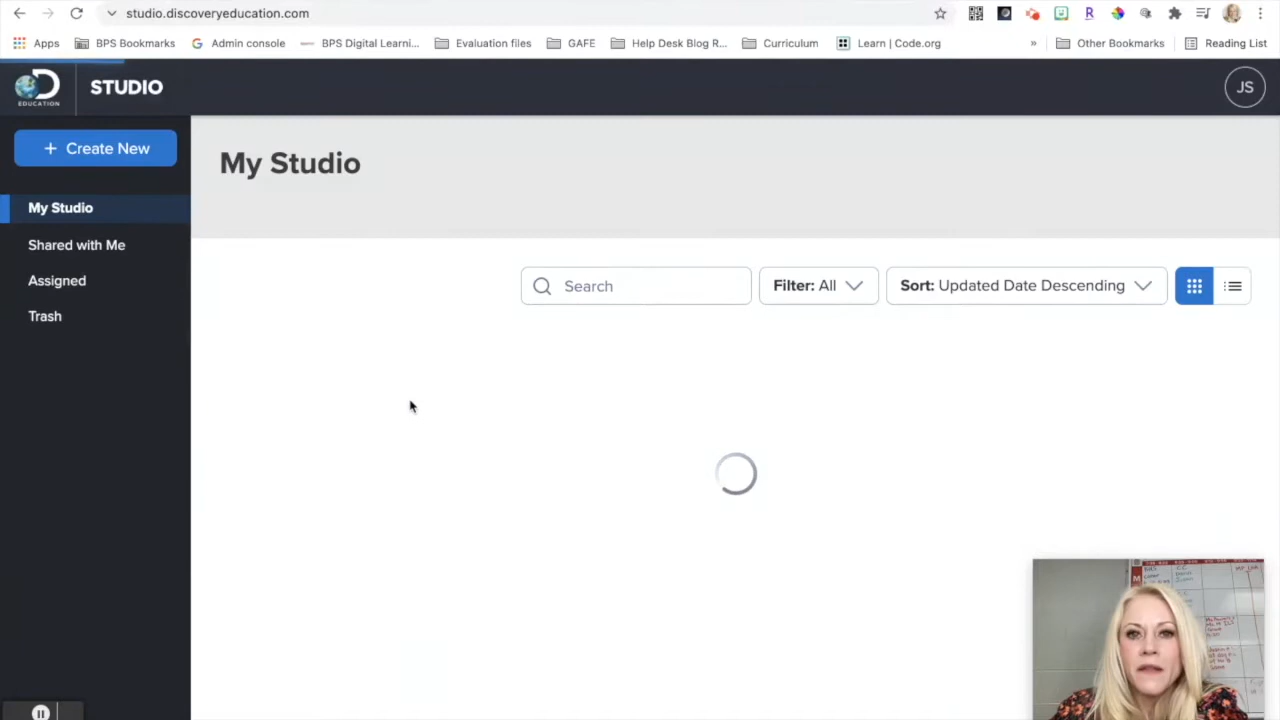 studio.discoveryeducation.com
Apps BPS Bookmarks Admin console BPS Digital Learni... Evaluation files GAFE Help Desk Blog R... Curriculum Learn | Code.org » Other Bookmarks Reading List
EDUCATION STUDIO JS
+ Create New
My Studio
My Studio
Shared with Me
Assigned
Trash
Search Filter: All Sort: Updated Date Descending